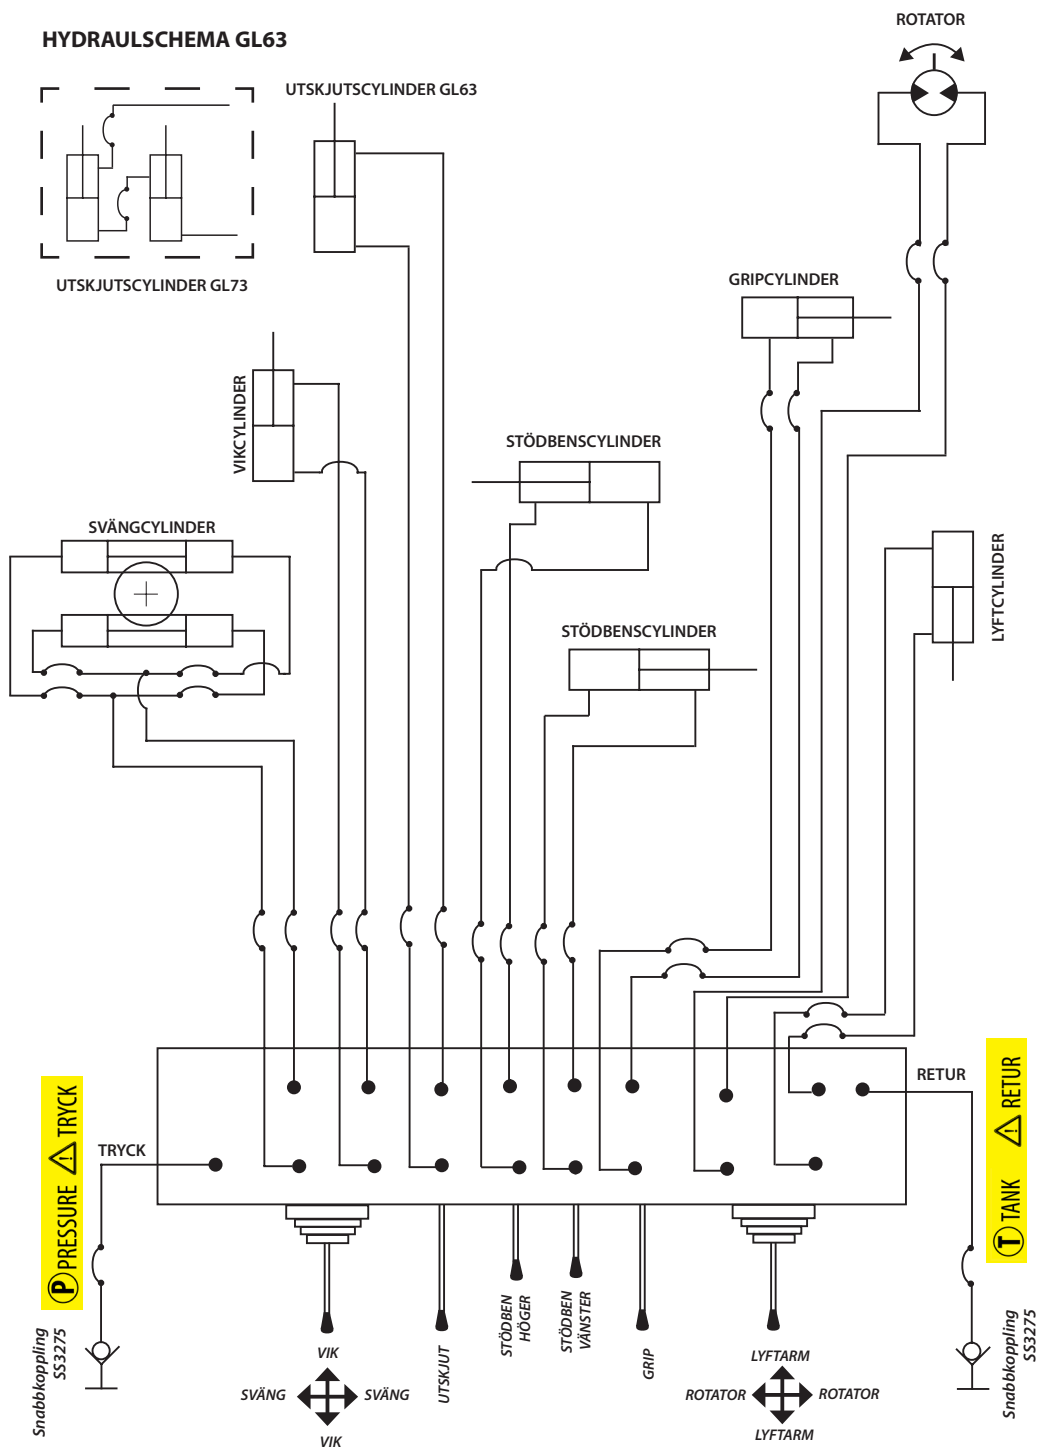 HYDRAULSCHEMA GL63
ROTATOR
UTSKJUTSCYLINDER GL63
UTSKJUTSCYLINDER GL73
GRIPCYLINDER
VIKCYLINDER
STÖDBENSCYLINDER
SVÄNGCYLINDER
LYFTCYLINDER
STÖDBENSCYLINDER
RETUR
TRYCK
P PRESSURE ⚠ TRYCK
T TANK ⚠ RETUR
Snabbkoppling
SS3275
VIK
SVÄNG
SVÄNG
VIK
UTSKJUT
STÖDBEN
HÖGER
STÖDBEN
VÄNSTER
GRIP
LYFTARM
ROTATOR
ROTATOR
LYFTARM
Snabbkoppling
SS3275